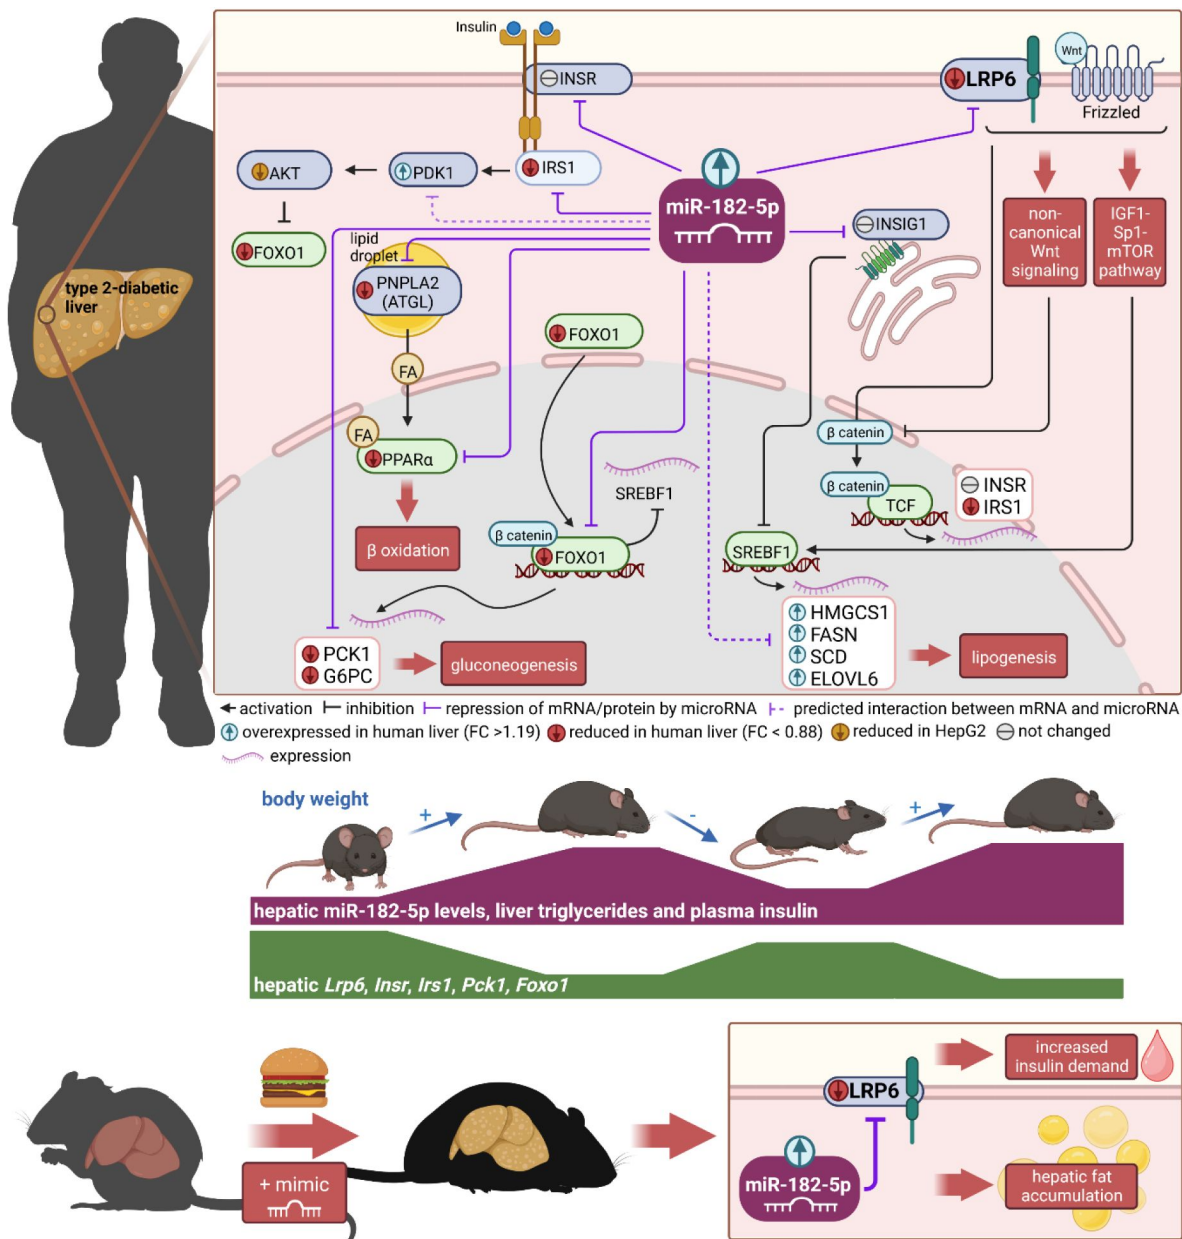 Insulin
INSR
LRP6
Wnt
Frizzled
AKT
PDK1
IRS1
miR-182-5p
INSIG1
non-
canonical
Wnt
signaling
IGF1-
Sp1-
mTOR
pathway
FOXO1
lipid
droplet
PNPLA2
(ATGL)
type 2-diabetic
liver
FOXO1
FA
FA
PPARα
β catenin
β catenin
TCF
INSR
IRS1
SREBF1
β oxidation
β catenin
FOXO1
SREBF1
PCK1
G6PC
gluconeogenesis
HMGCS1
FASN
SCD
ELOVL6
lipogenesis
activation inhibition repression of mRNA/protein by microRNA predicted interaction between mRNA and microRNA
overexpressed in human liver (FC >1.19) reduced in human liver (FC < 0.88) reduced in HepG2 not changed
expression
body weight
+
-
+
hepatic miR-182-5p levels, liver triglycerides and plasma insulin
hepatic Lrp6, Insr, Irs1, Pck1, Foxo1
+ mimic
LRP6
miR-182-5p
increased
insulin demand
hepatic fat
accumulation